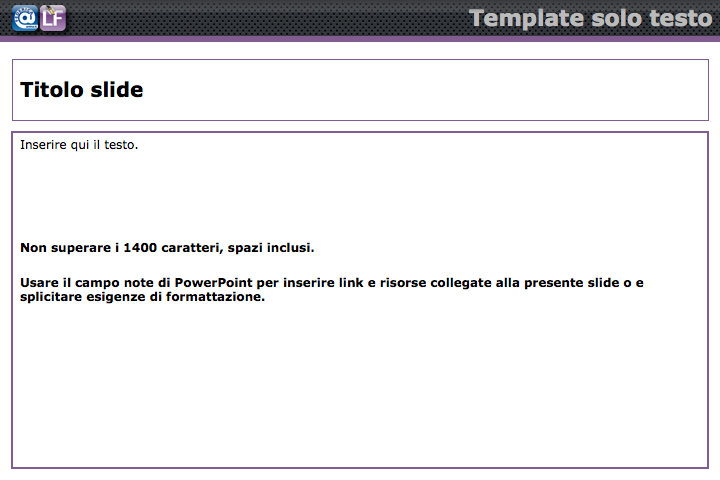 @ LF
Template solo testo
Titolo slide
Inserire qui il testo.
Non superare i 1400 caratteri, spazi inclusi.
Usare il campo note di PowerPoint per inserire link e risorse collegate alla presente slide o e
splicitare esigenze di formattazione.